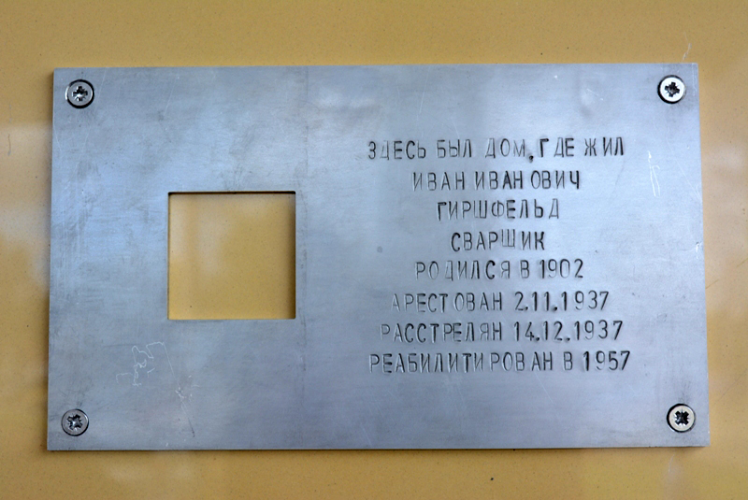 ЗДЕСЬ БЫЛ ДОМ, ГДЕ ЖИЛ
ИВАН ИВАНОВИЧ
ГИРШФЕЛЬД
СВАРЩИК
РОДИЛСЯ В 1902
АРЕСТОВАН 2.11.1937
РАССТРЕЛЯН 14.12.1937
РЕАБИЛИТИРОВАН В 1957